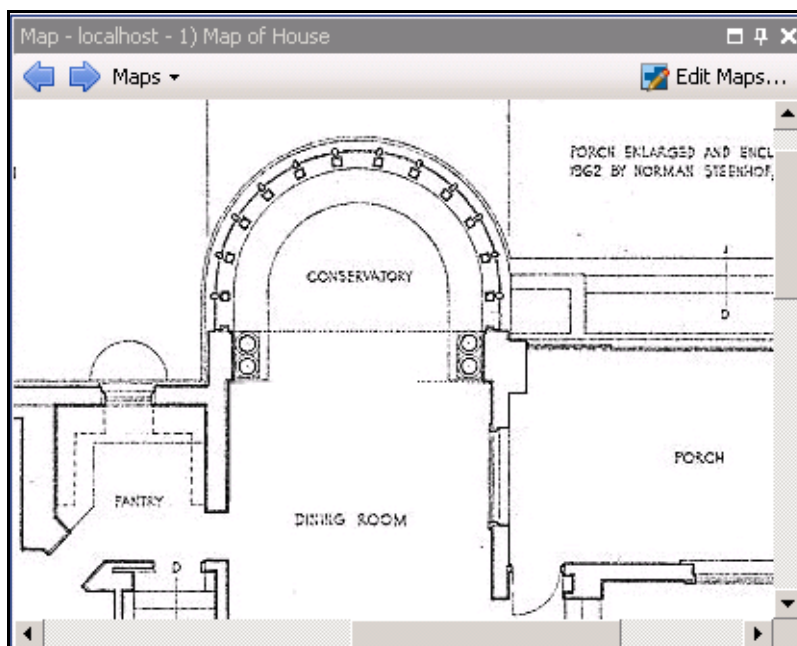 Map - localhost - 1) Map of House
Maps
Edit Maps...
PORCH ENLARGED AND ENCL
1962 BY NORMAN STEENHOF,
CONSERVATORY
D
PORCH
PANTRY
DINING ROOM
D